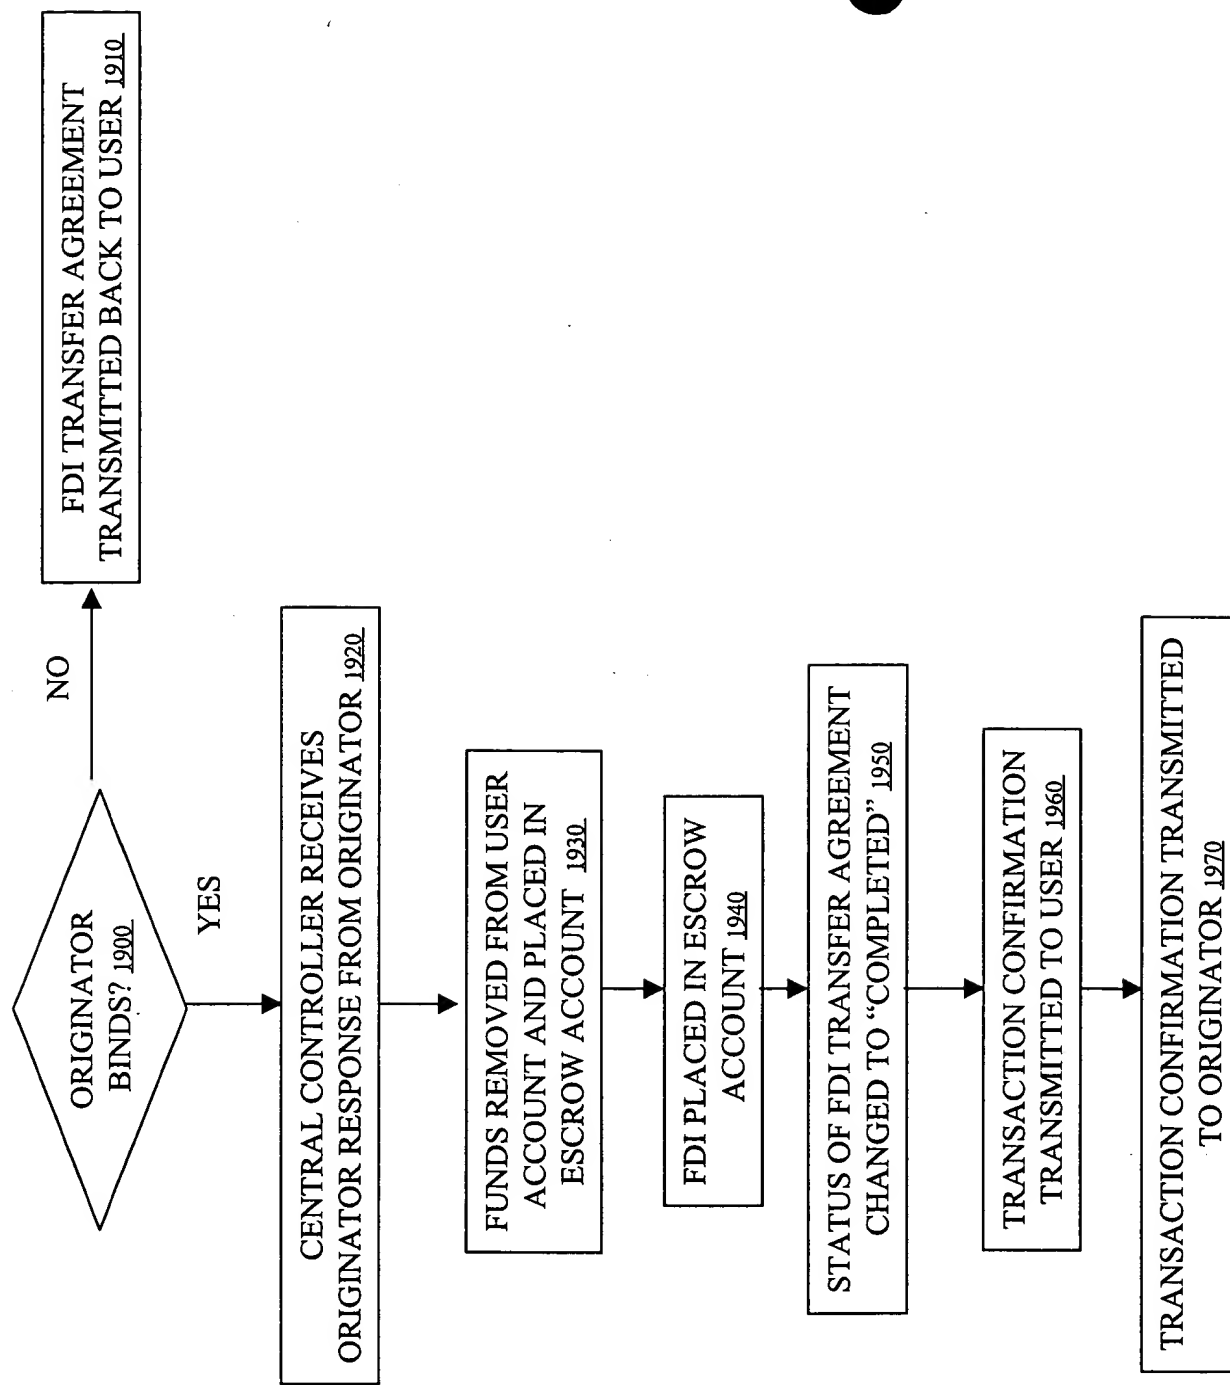 ORIGINATOR
BINDS? 1900
NO
FDI TRANSFER AGREEMENT
TRANSMITTED BACK TO USER 1910
YES
CENTRAL CONTROLLER RECEIVES
ORIGINATOR RESPONSE FROM ORIGINATOR 1920
FUNDS REMOVED FROM USER
ACCOUNT AND PLACED IN
ESCROW ACCOUNT 1930
FDI PLACED IN ESCROW
ACCOUNT 1940
STATUS OF FDI TRANSFER AGREEMENT
CHANGED TO “COMPLETED” 1950
TRANSACTION CONFIRMATION
TRANSMITTED TO USER 1960
TRANSACTION CONFIRMATION TRANSMITTED
TO ORIGINATOR 1970